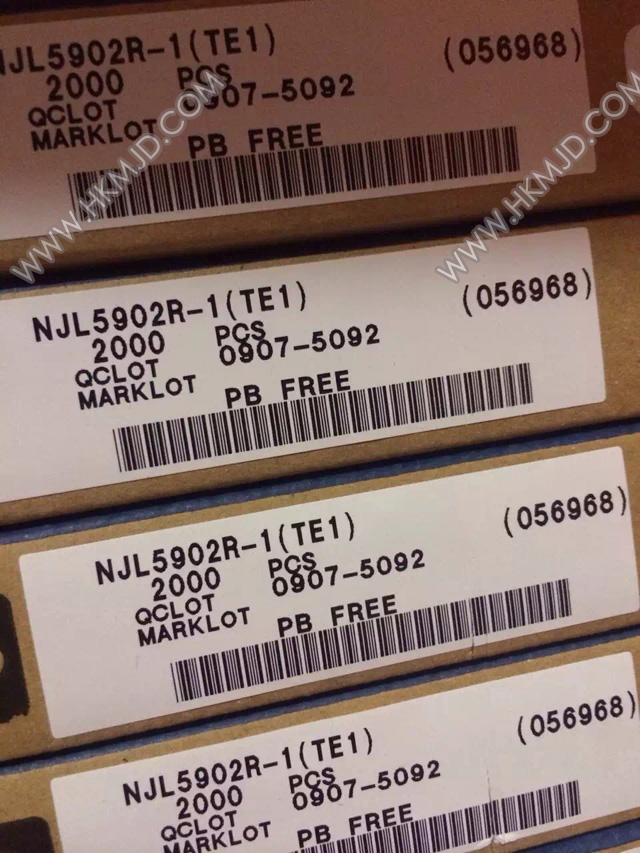 NJL5902R-1(TE1) (056968)
2000 PCS
QCLOT 0907-5092
MARKLOT PB FREE
NJL5902R-1(TE1) (056968)
2000 PCS
QCLOT 0907-5092
MARKLOT PB FREE
NJL5902R-1(TE1) (056968)
2000 PCS
QCLOT 0907-5092
MARKLOT PB FREE
NJL5902R-1(TE1) (056968)
2000 PCS
QCLOT 0907-5092
MARKLOT PB FREE
WWW.HKMJD.COM
WWW.HKMJD.COM